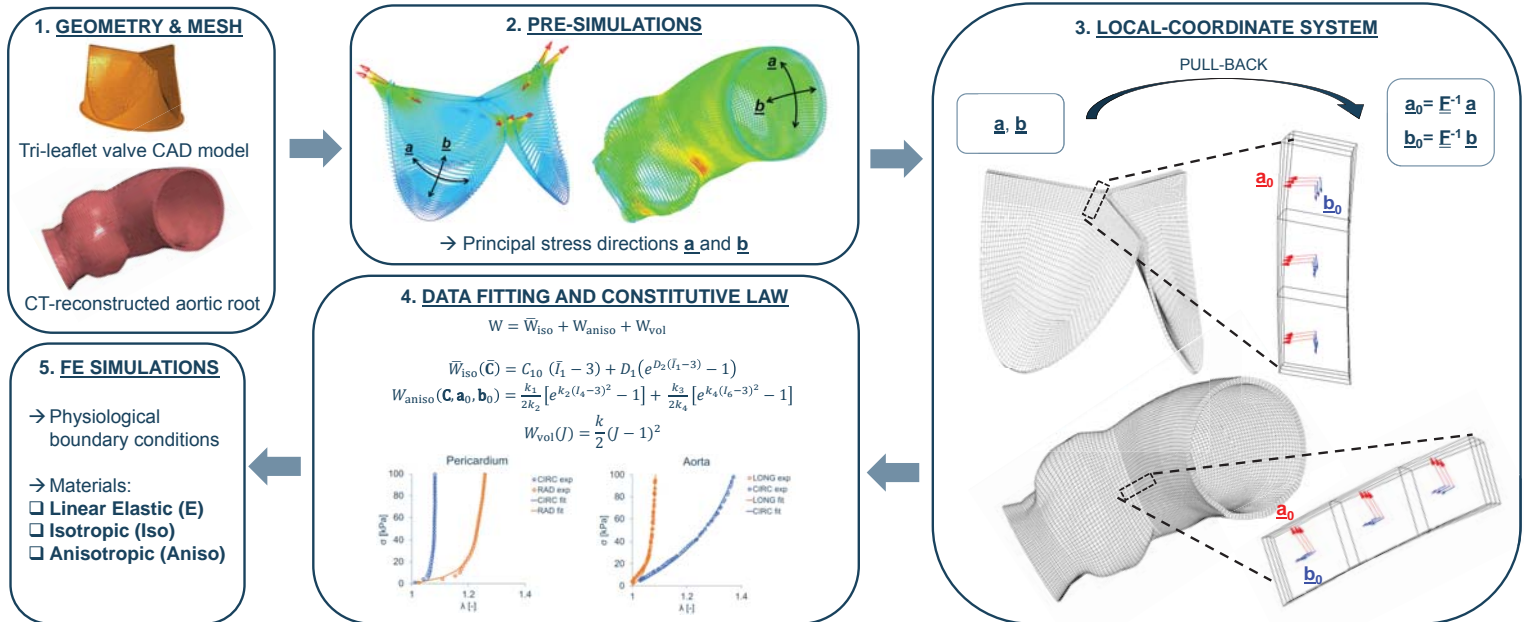 1. GEOMETRY & MESH
Tri-leaflet valve CAD model
CT-reconstructed aortic root
2. PRE-SIMULATIONS
a
b
a
b
→ Principal stress directions a and b
3. LOCAL-COORDINATE SYSTEM
PULL-BACK
a, b
a₀= F⁻¹ a
b₀= F⁻¹ b
a₀
b₀
a₀
b₀
4. DATA FITTING AND CONSTITUTIVE LAW
W = W̅iso + Waniso + Wvol
W̅iso(C̅) = C₁₀ (I̅₁ − 3) + D₁(e^{D₂(I̅₁−3)} − 1)
Waniso(C, a₀, b₀) = k₁/2k₂ [e^{k₂(I₄−3)²} − 1] + k₃/2k₄ [e^{k₄(I₆−3)²} − 1]
Wvol(J) = k/2 (J − 1)²
Pericardium
σ [kPa]
100
80
60
40
20
0
1
1.2
1.4
λ [-]
CIRC exp
RAD exp
CIRC fit
RAD fit
Aorta
σ [kPa]
100
80
60
40
20
0
1
1.2
1.4
λ [-]
LONG exp
CIRC exp
LONG fit
CIRC fit
5. FE SIMULATIONS
→ Physiological
boundary conditions
→ Materials:
❑ Linear Elastic (E)
❑ Isotropic (Iso)
❑ Anisotropic (Aniso)